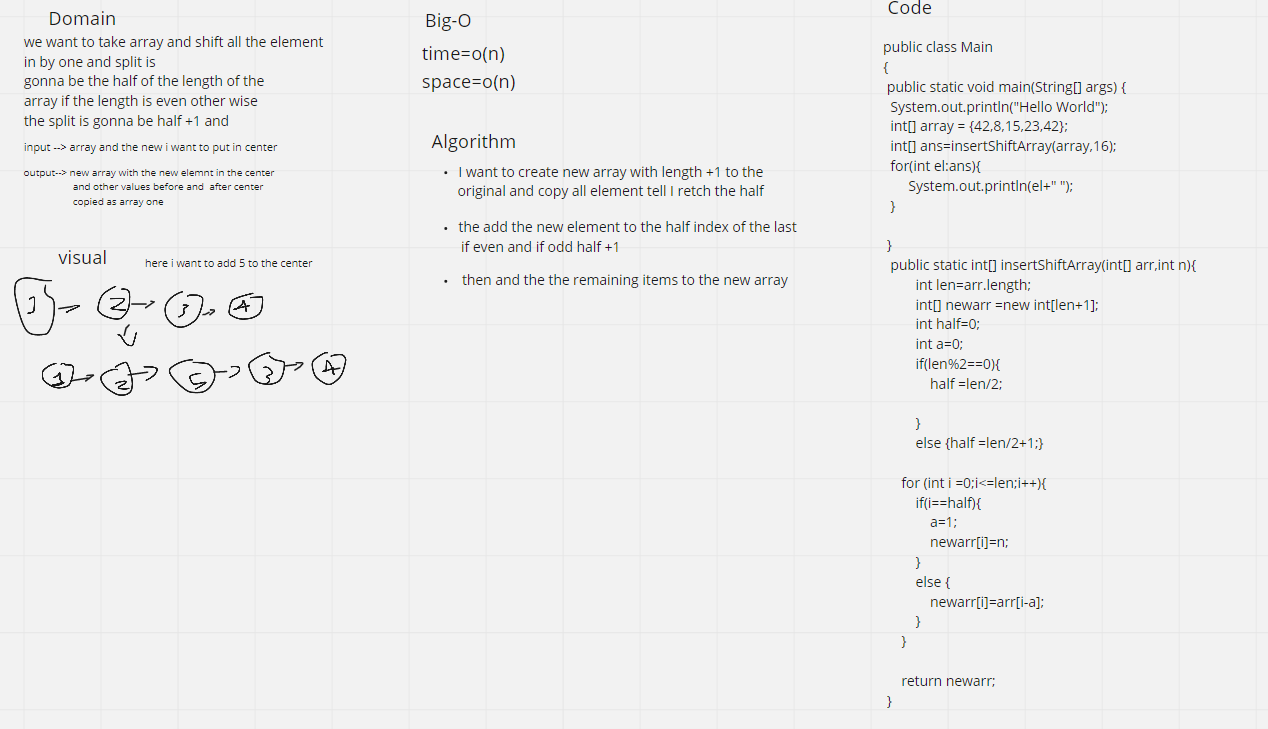 Domain
we want to take array and shift all the element
in by one and split is
gonna be the half of the length of the
array if the length is even other wise
the split is gonna be half +1 and
input --> array and the new i want to put in center
output--> new array with the new elemnt in the center
and other values before and after center
copied as array one
visual
here i want to add 5 to the center
1 2 3 4
1 2 5 3 4
Big-O
time=o(n)
space=o(n)
Algorithm
• I want to create new array with length +1 to the
original and copy all element tell I retch the half
• the add the new element to the half index of the last
if even and if odd half +1
• then and the the remaining items to the new array
Code
public class Main
{
public static void main(String[] args) {
System.out.println("Hello World");
int[] array = {42,8,15,23,42};
int[] ans=insertShiftArray(array,16);
for(int el:ans){
System.out.println(el+" ");
}
}
public static int[] insertShiftArray(int[] arr,int n){
int len=arr.length;
int[] newarr =new int[len+1];
int half=0;
int a=0;
if(len%2==0){
half =len/2;
}
else {half =len/2+1;}
for (int i =0;i<=len;i++){
if(i==half){
a=1;
newarr[i]=n;
}
else {
newarr[i]=arr[i-a];
}
}
return newarr;
}